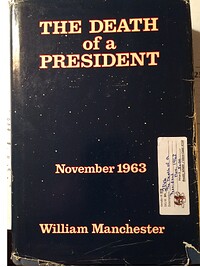 THE DEATH
of a
PRESIDENT
November 1963
William Manchester